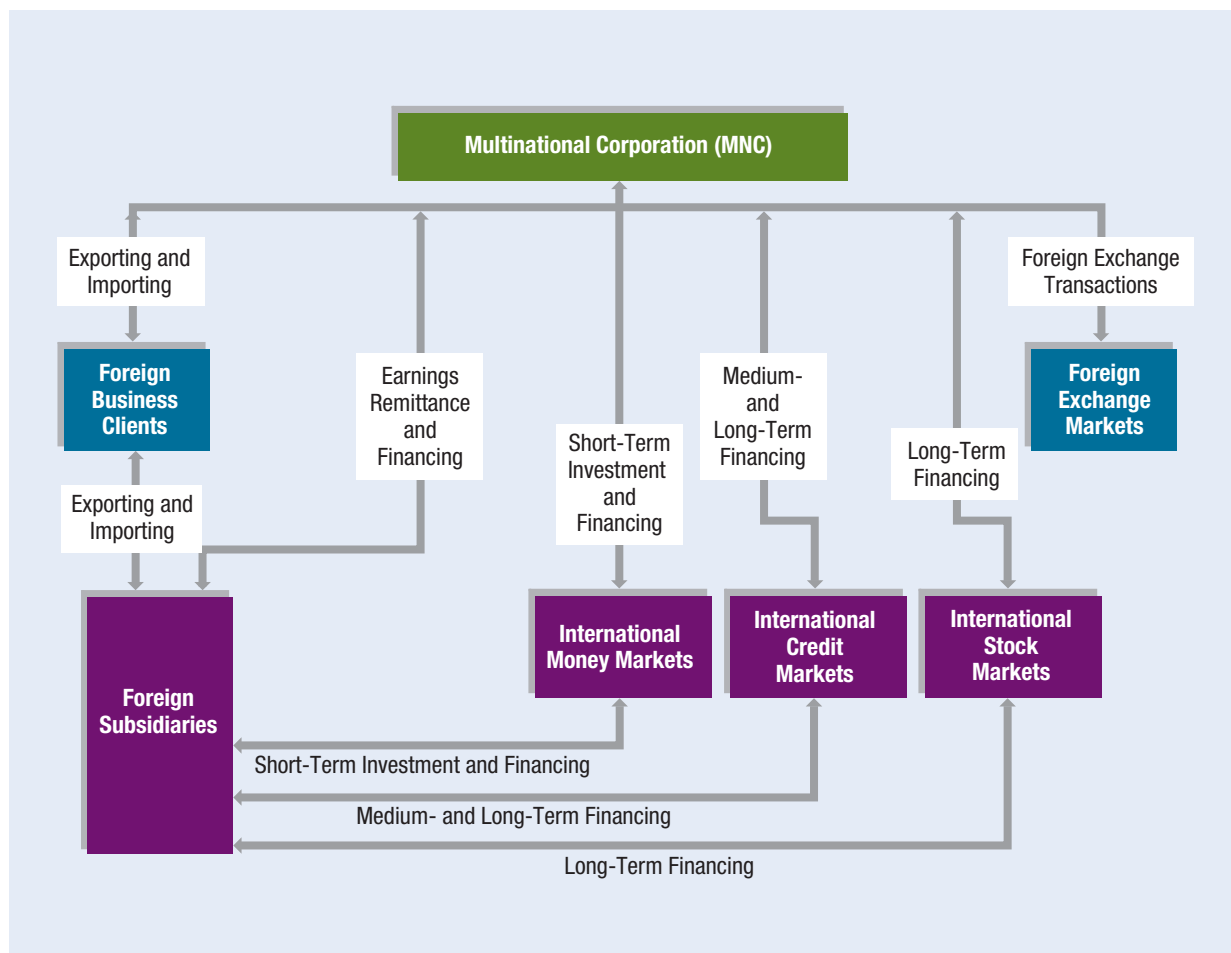 Multinational Corporation (MNC)
Exporting and
Importing
Foreign Exchange
Transactions
Foreign
Business
Clients
Earnings
Remittance
and
Financing
Medium-
and
Long-Term
Financing
Foreign
Exchange
Markets
Short-Term
Investment
and
Financing
Long-Term
Financing
Exporting and
Importing
Foreign
Subsidiaries
International
Money Markets
International
Credit
Markets
International
Stock
Markets
Short-Term Investment and Financing
Medium- and Long-Term Financing
Long-Term Financing